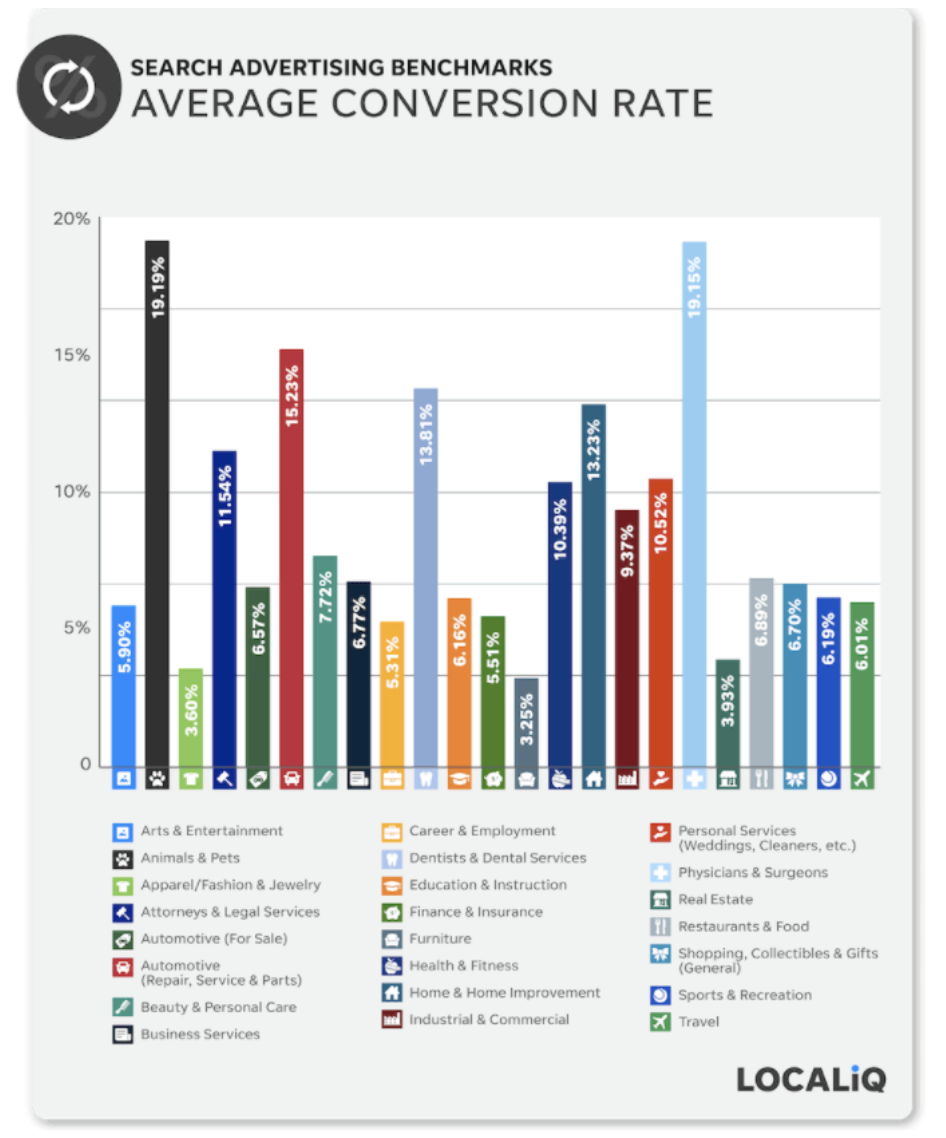 SEARCH ADVERTISING BENCHMARKS
AVERAGE CONVERSION RATE
20%
15%
10%
5%
0
5.90%
19.19%
3.60%
11.54%
6.57%
15.23%
7.72%
6.77%
5.31%
13.81%
6.16%
5.51%
3.25%
10.39%
13.23%
9.37%
10.52%
19.15%
3.93%
6.89%
6.70%
6.19%
6.01%
Arts & Entertainment
Animals & Pets
Apparel/Fashion & Jewelry
Attorneys & Legal Services
Automotive (For Sale)
Automotive
(Repair, Service & Parts)
Beauty & Personal Care
Business Services
Career & Employment
Dentists & Dental Services
Education & Instruction
Finance & Insurance
Furniture
Health & Fitness
Home & Home Improvement
Industrial & Commercial
Personal Services
(Weddings, Cleaners, etc.)
Physicians & Surgeons
Real Estate
Restaurants & Food
Shopping, Collectibles & Gifts
(General)
Sports & Recreation
Travel
LOCALiQ